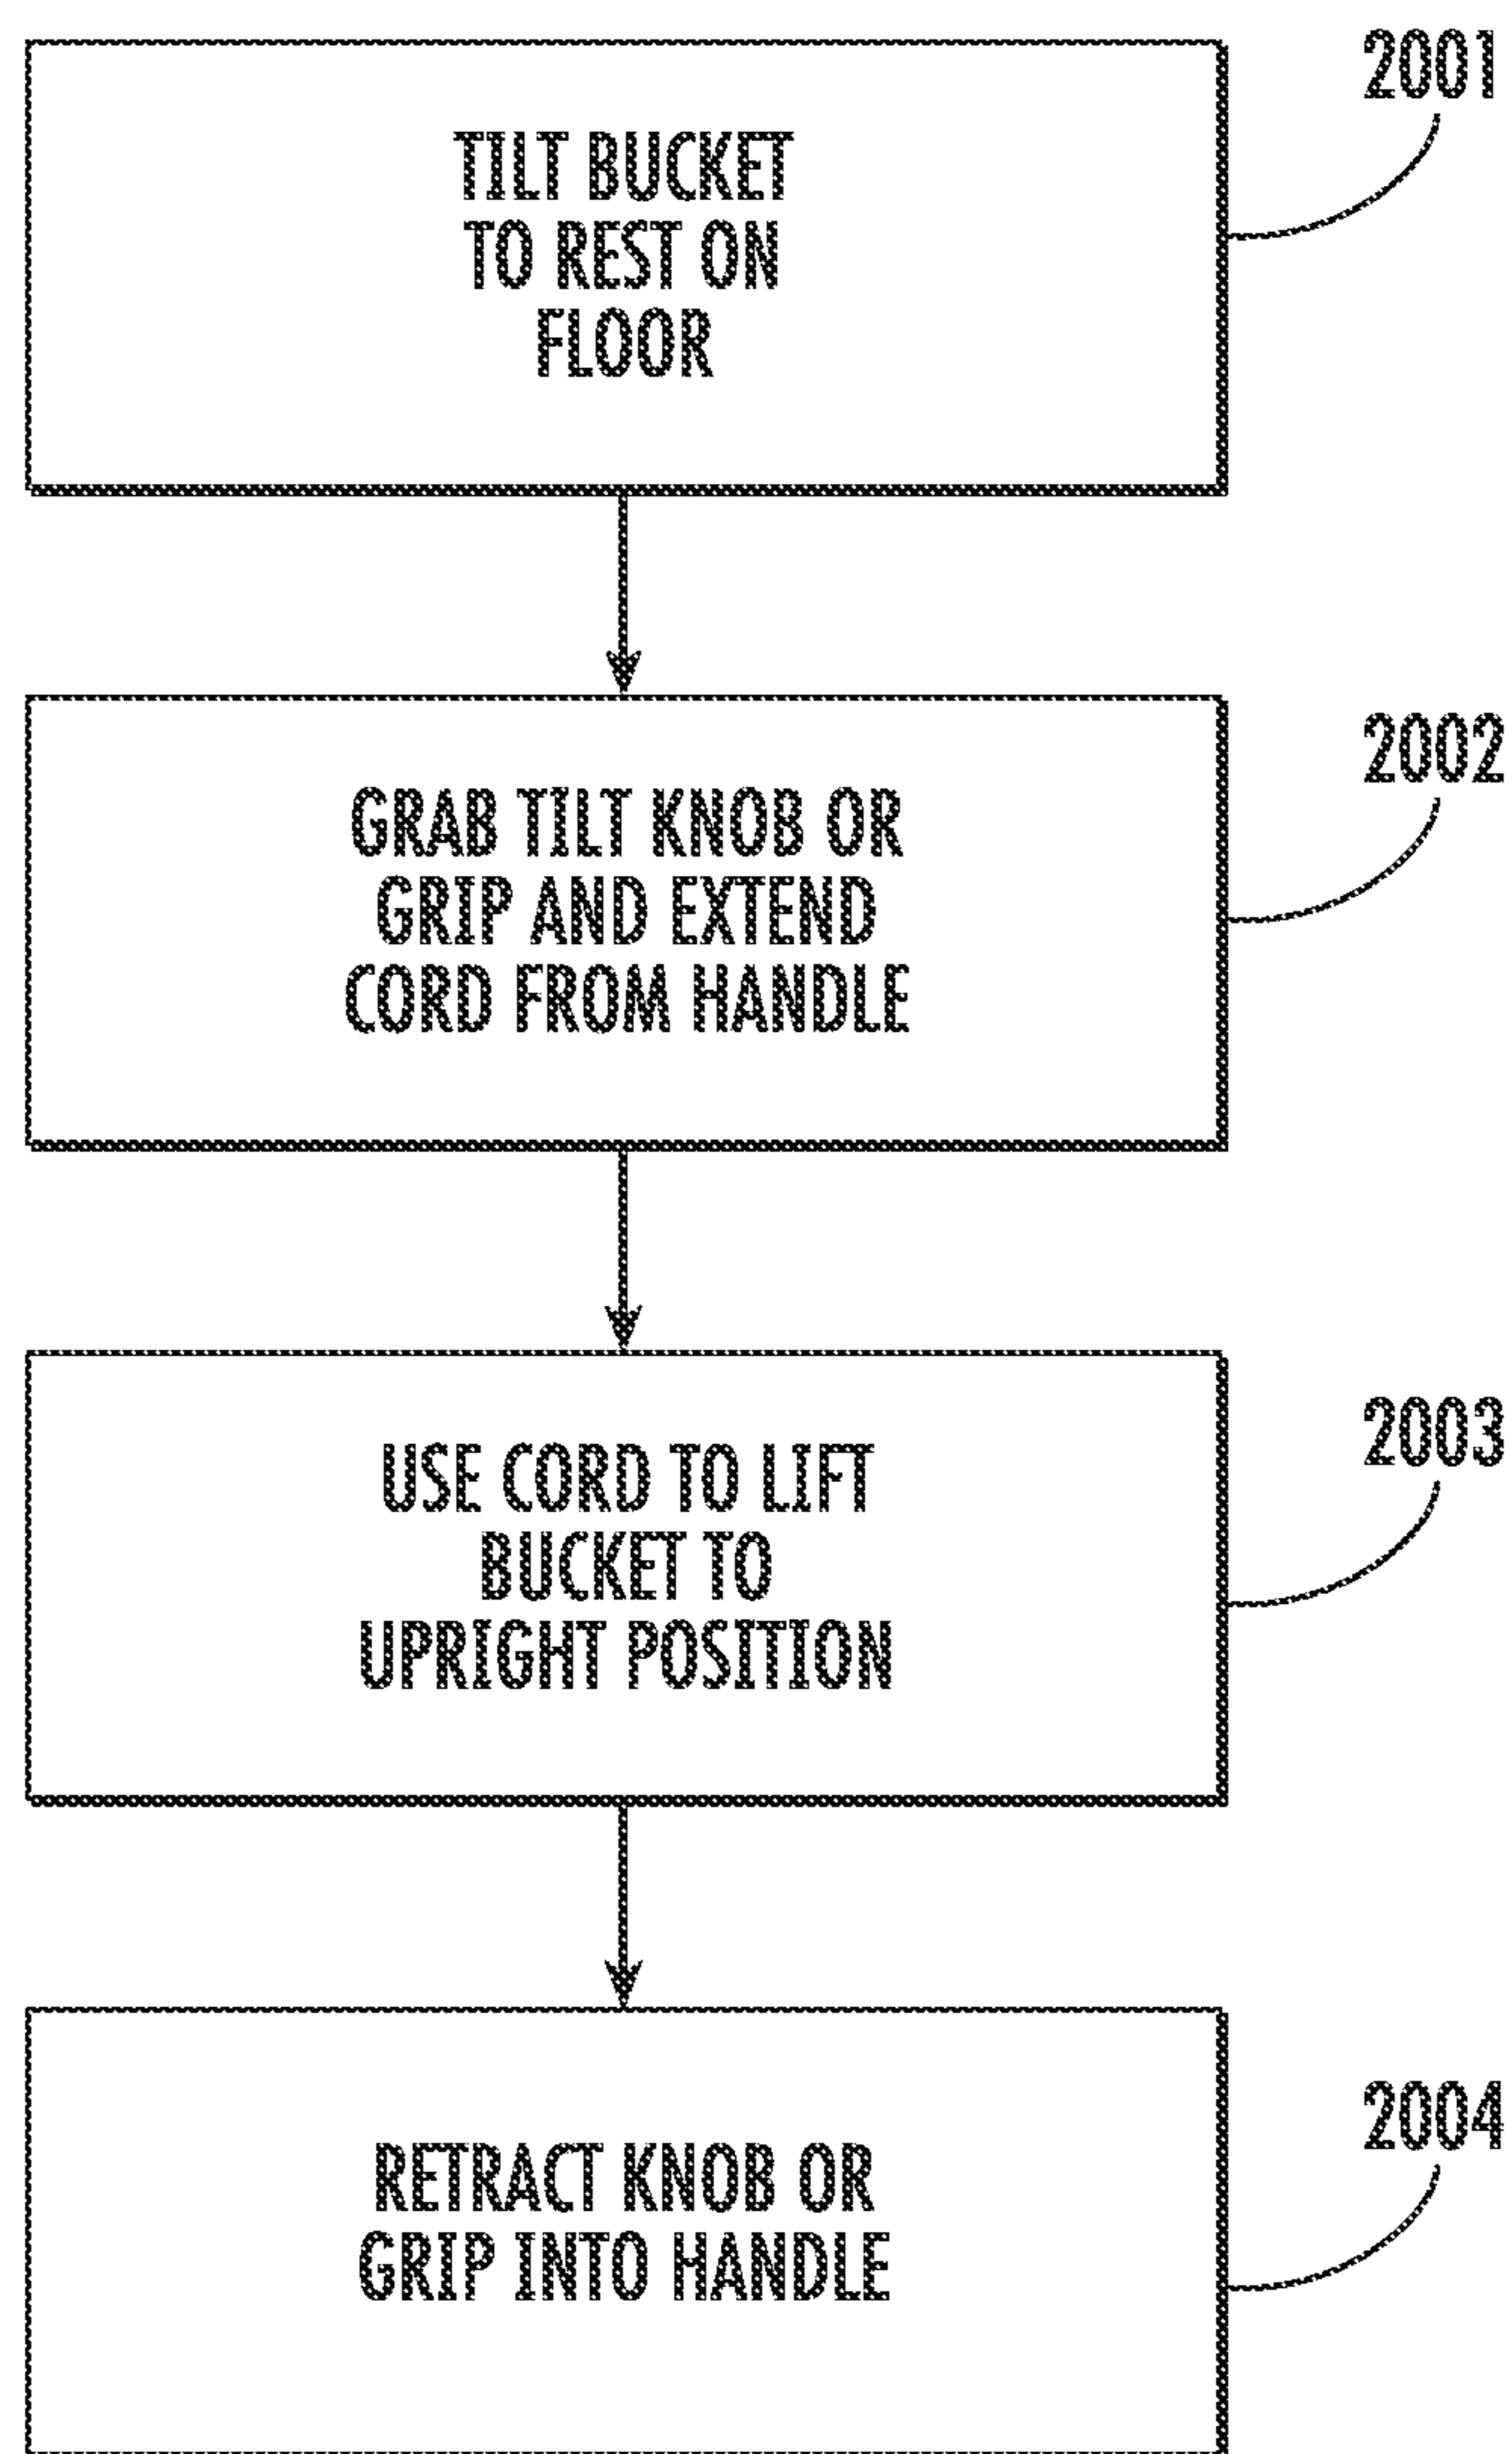 2001
TILT BUCKET
TO REST ON
FLOOR
2002
GRAB TILT KNOB OR
GRIP AND EXTEND
CORD FROM HANDLE
2003
USE CORD TO LIFT
BUCKET TO
UPRIGHT POSITION
2004
RETRACT KNOB OR
GRIP INTO HANDLE